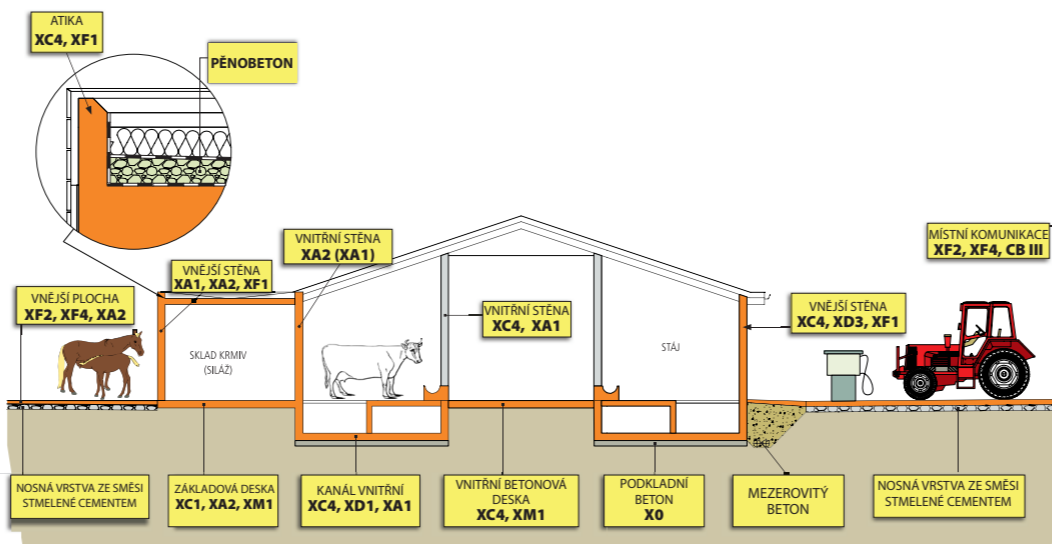 ATIKA
XC4, XF1
PĚNOBETON
VNITŘNÍ STĚNA
XA2 (XA1)
MÍSTNÍ KOMUNIKACE
XF2, XF4, CB III
VNĚJŠÍ STĚNA
XA1, XA2, XF1
VNĚJŠÍ PLOCHA
XF2, XF4, XA2
VNITŘNÍ STĚNA
XC4, XA1
VNĚJŠÍ STĚNA
XC4, XD3, XF1
SKLAD KRMIV
(SILÁŽ)
STÁJ
NOSNÁ VRSTVA ZE SMĚSI
STMELENÉ CEMENTEM
ZÁKLADOVÁ DESKA
XC1, XA2, XM1
KANÁL VNITŘNÍ
XC4, XD1, XA1
VNITŘNÍ BETONOVÁ
DESKA
XC4, XM1
PODKLADNÍ
BETON
X0
MEZEROVITÝ
BETON
NOSNÁ VRSTVA ZE SMĚSI
STMELENÉ CEMENTEM